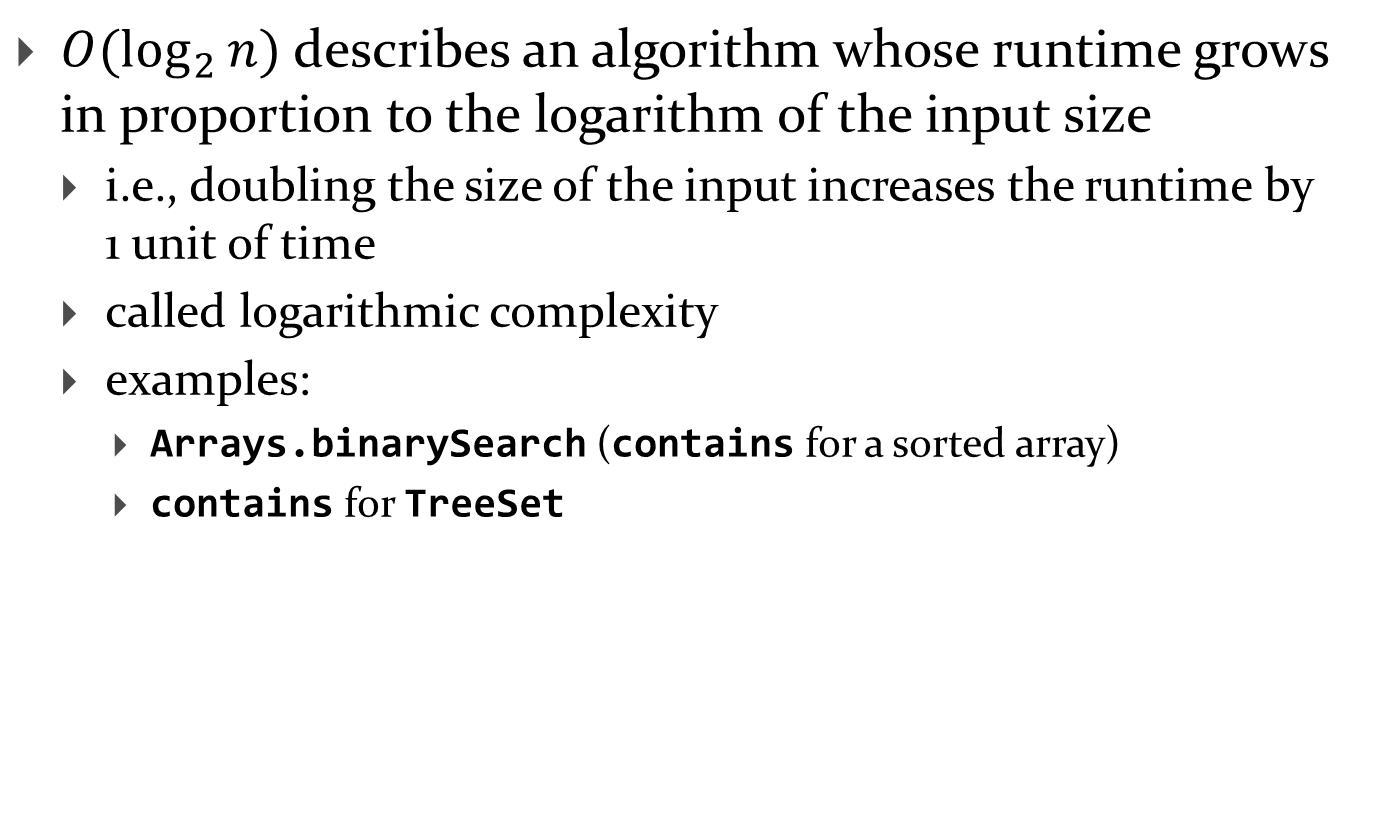 O(log₂ n) describes an algorithm whose runtime grows
in proportion to the logarithm of the input size
i.e., doubling the size of the input increases the runtime by
1 unit of time
called logarithmic complexity
examples:
Arrays.binarySearch (contains for a sorted array)
contains for TreeSet